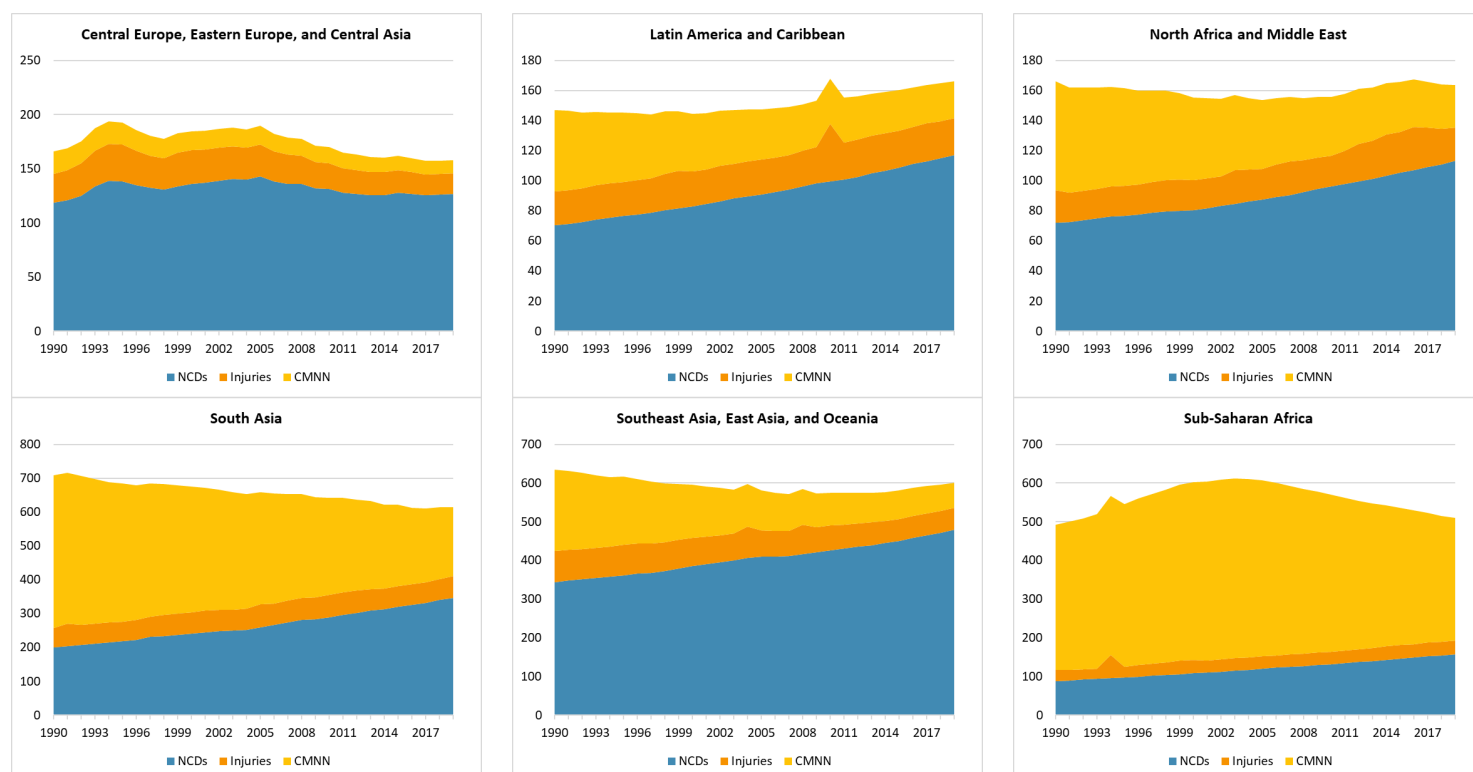 Central Europe, Eastern Europe, and Central Asia
250
200
150
100
50
0
1990 1993 1996 1999 2002 2005 2008 2011 2014 2017
NCDs Injuries CMNN
Latin America and Caribbean
180
160
140
120
100
80
60
40
20
0
1990 1993 1996 1999 2002 2005 2008 2011 2014 2017
NCDs Injuries CMNN
North Africa and Middle East
180
160
140
120
100
80
60
40
20
0
1990 1993 1996 1999 2002 2005 2008 2011 2014 2017
NCDs Injuries CMNN
South Asia
800
700
600
500
400
300
200
100
0
1990 1993 1996 1999 2002 2005 2008 2011 2014 2017
NCDs Injuries CMNN
Southeast Asia, East Asia, and Oceania
700
600
500
400
300
200
100
0
1990 1993 1996 1999 2002 2005 2008 2011 2014 2017
NCDs Injuries CMNN
Sub-Saharan Africa
700
600
500
400
300
200
100
0
1990 1993 1996 1999 2002 2005 2008 2011 2014 2017
NCDs Injuries CMNN